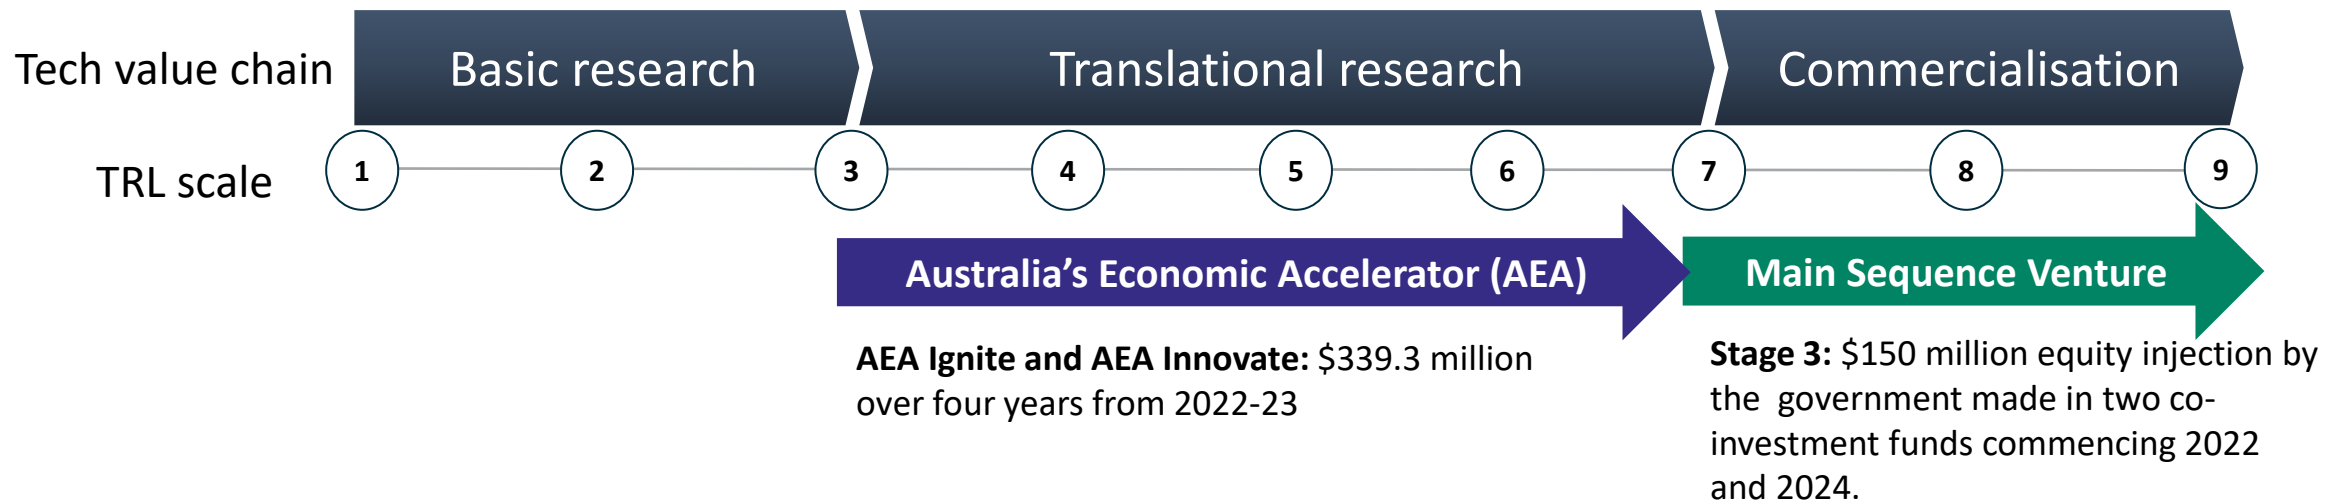 Tech value chain
Basic research
Translational research
Commercialisation
TRL scale
1
2
3
4
5
6
7
8
9
Australia’s Economic Accelerator (AEA)
Main Sequence Venture
AEA Ignite and AEA Innovate: $339.3 million
over four years from 2022-23
Stage 3: $150 million equity injection by
the  government made in two co-
investment funds commencing 2022
and 2024.